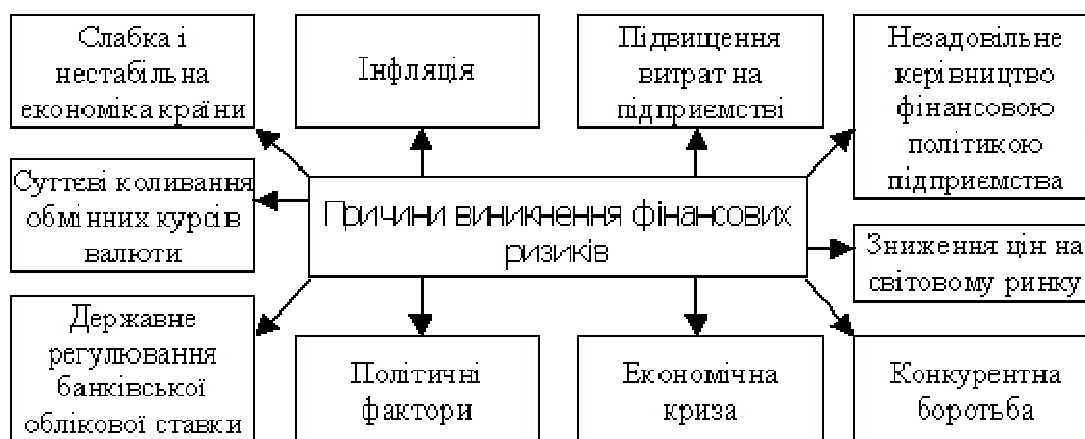 Слабка і
нестабільна
економіка країни
Інфляція
Підвищення
витрат на
підприємстві
Незадовільне
керівництво
фінансовою
політикою
підприємства
Суттєві коливання
обмінних курсів
валюти
Причини виникнення фінансових
ризиків
Зниження цін на
світовому ринку
Державне
регулювання
банківської
облікової ставки
Політичні
фактори
Економічна
криза
Конкурентна
боротьба